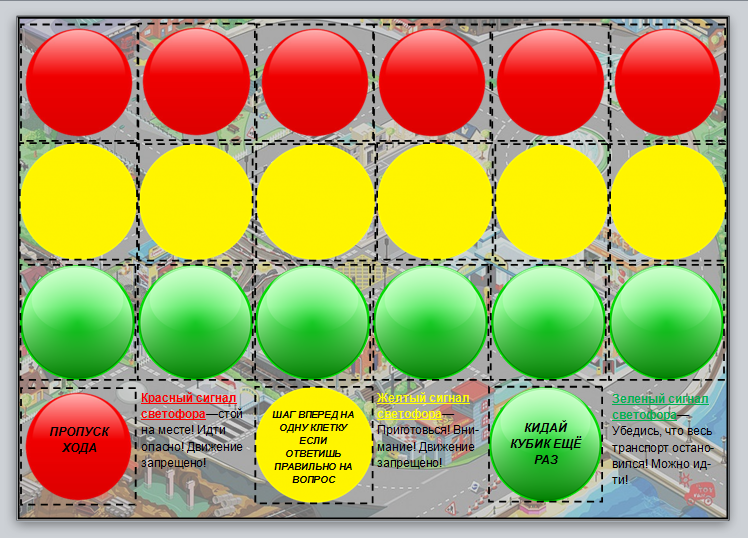 ПРОПУСК
ХОДА
Красный сигнал
светофора—стой
на месте! Идти
опасно! Движение
запрещено!
ШАГ ВПЕРЕД НА
ОДНУ КЛЕТКУ
ЕСЛИ
ОТВЕТИШЬ
ПРАВИЛЬНО НА
ВОПРОС
Желтый сигнал
светофора—
Приготовься! Вни-
мание! Движение
запрещено!
КИДАЙ
КУБИК ЕЩЁ
РАЗ
Зеленый сигнал
светофора—
Убедись, что весь
транспорт остано-
вился! Можно ид-
ти!